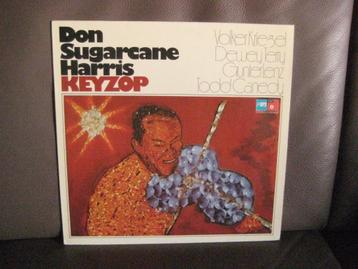 Don
Sugarcane
Harris
KEYZOP
Volker Kriegel
Dewey Terry
Günter Lenz
Todd Canedy